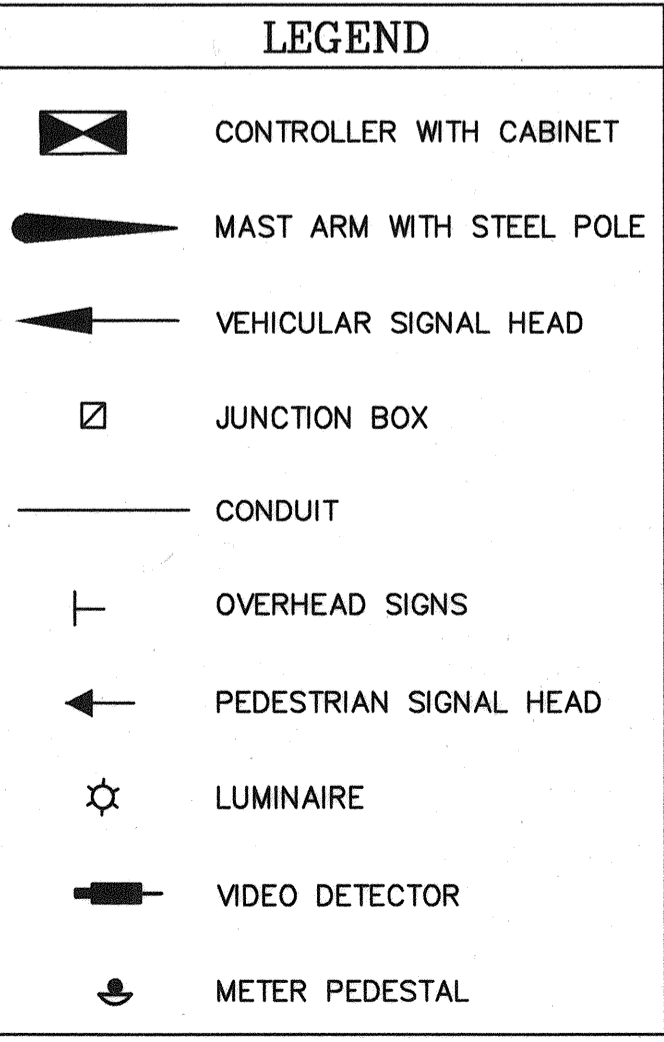 LEGEND
CONTROLLER WITH CABINET
MAST ARM WITH STEEL POLE
VEHICULAR SIGNAL HEAD
JUNCTION BOX
CONDUIT
OVERHEAD SIGNS
PEDESTRIAN SIGNAL HEAD
LUMINAIRE
VIDEO DETECTOR
METER PEDESTAL